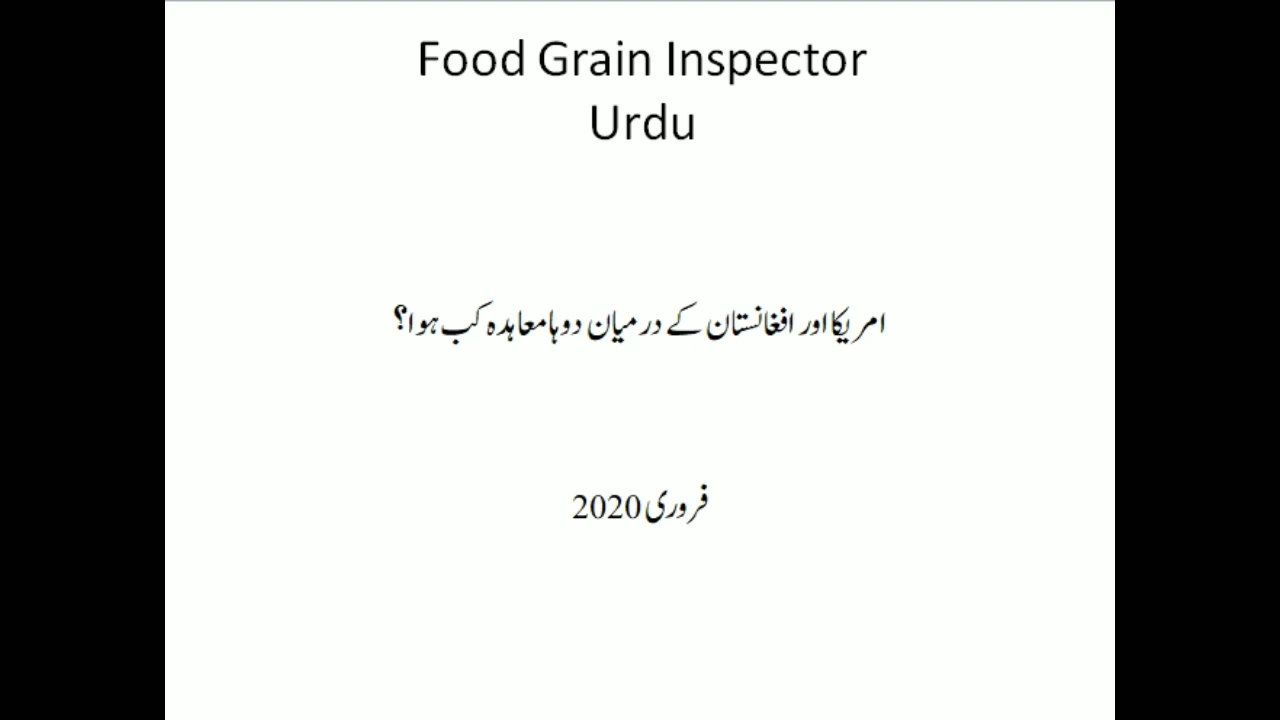 Food Grain Inspector
Urdu
امریکا اور افغانستان کے درمیان دوہا معاہدہ کب ہوا؟
فروری 2020